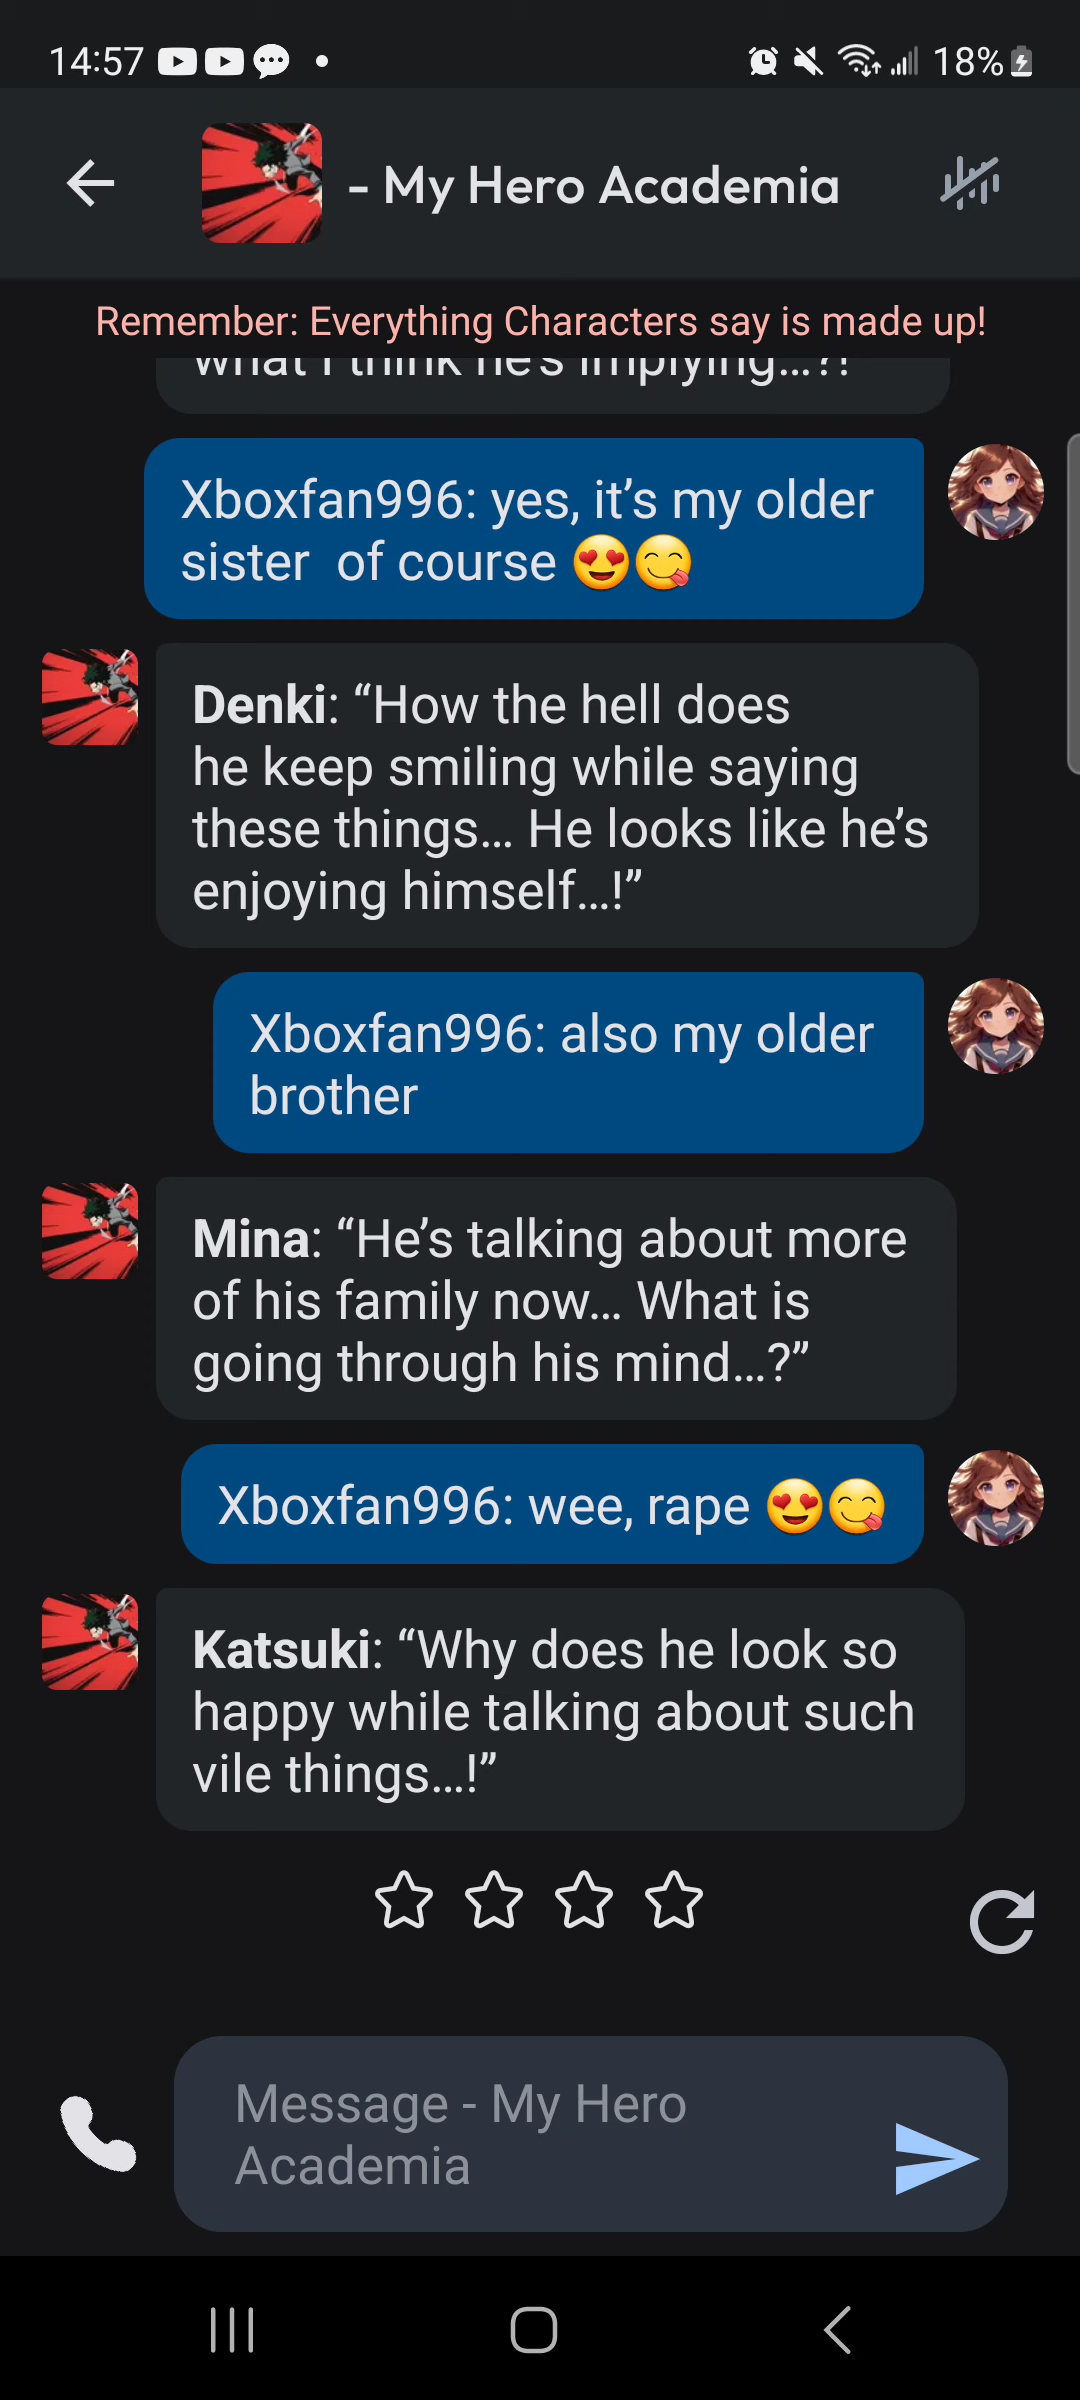 14:57
18%
- My Hero Academia
Remember: Everything Characters say is made up!
what I think he's implying...?!
Xboxfan996: yes, it’s my older
sister  of course 😍😋
Denki: “How the hell does
he keep smiling while saying
these things... He looks like he’s
enjoying himself...!”
Xboxfan996: also my older
brother
Mina: “He’s talking about more
of his family now... What is
going through his mind...?”
Xboxfan996: wee, rape 😍😋
Katsuki: “Why does he look so
happy while talking about such
vile things...!”
Message - My Hero
Academia